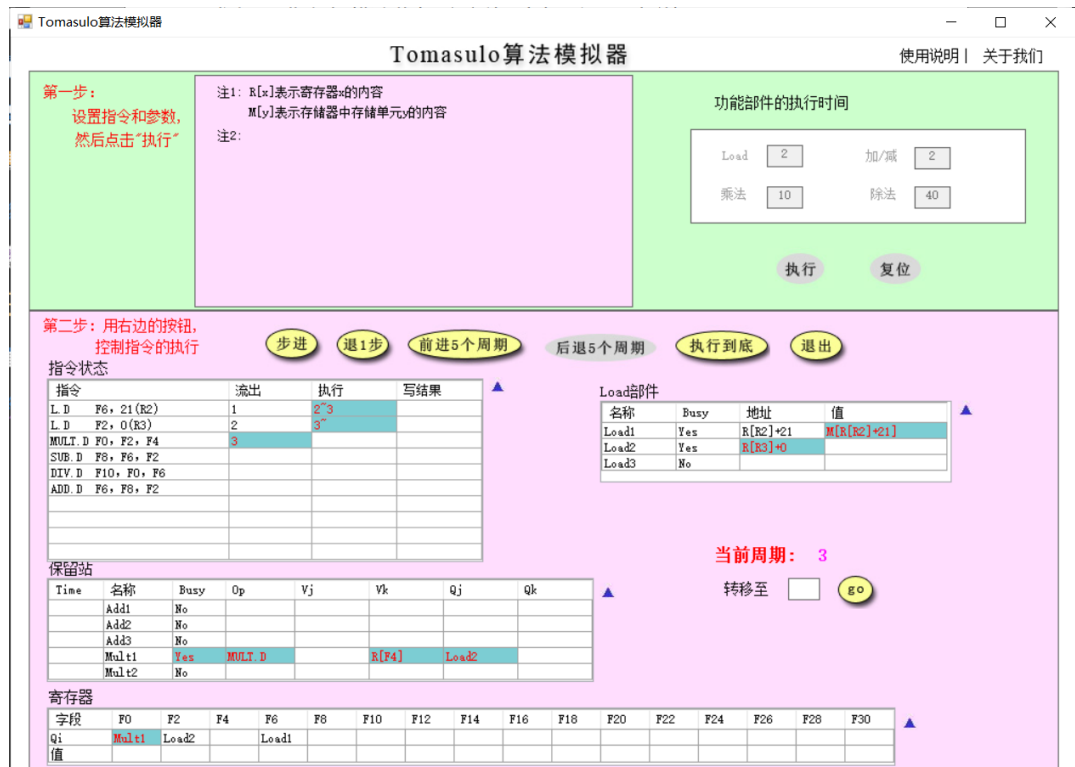 Tomasulo算法模拟器
Tomasulo算法模拟器
使用说明| 关于我们
第一步:
设置指令和参数,
然后点击"执行"
注1: R[x]表示寄存器x的内容
M[y]表示存储器中存储单元y的内容
注2:
功能部件的执行时间
Load 2 加/减 2
乘法 10 除法 40
执行 复位
第二步: 用右边的按钮,
控制指令的执行
步进 退1步 前进5个周期 后退5个周期 执行到底 退出
指令状态
指令 流出 执行 写结果
L.D F6, 21(R2) 1 2~3
L.D F2, 0(R3) 2 3~
MULT.D F0, F2, F4 3
SUB.D F8, F6, F2
DIV.D F10, F0, F6
ADD.D F6, F8, F2
Load部件
名称 Busy 地址 值
Load1 Yes R[R2]+21 M[R[R2]+21]
Load2 Yes R[R3]+0
Load3 No
当前周期: 3
转移至 go
保留站
Time 名称 Busy Op Vj Vk Qj Qk
Add1 No
Add2 No
Add3 No
Mult1 Yes MULT.D R[F4] Load2
Mult2 No
寄存器
字段 F0 F2 F4 F6 F8 F10 F12 F14 F16 F18 F20 F22 F24 F26 F28 F30
Qi Mult1 Load2 Load1
值